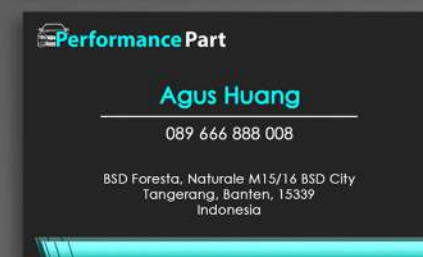 Performance Part
Agus Huang
089 666 888 008
BSD Foresta, Naturale M15/16 BSD City
Tangerang, Banten, 15339
Indonesia